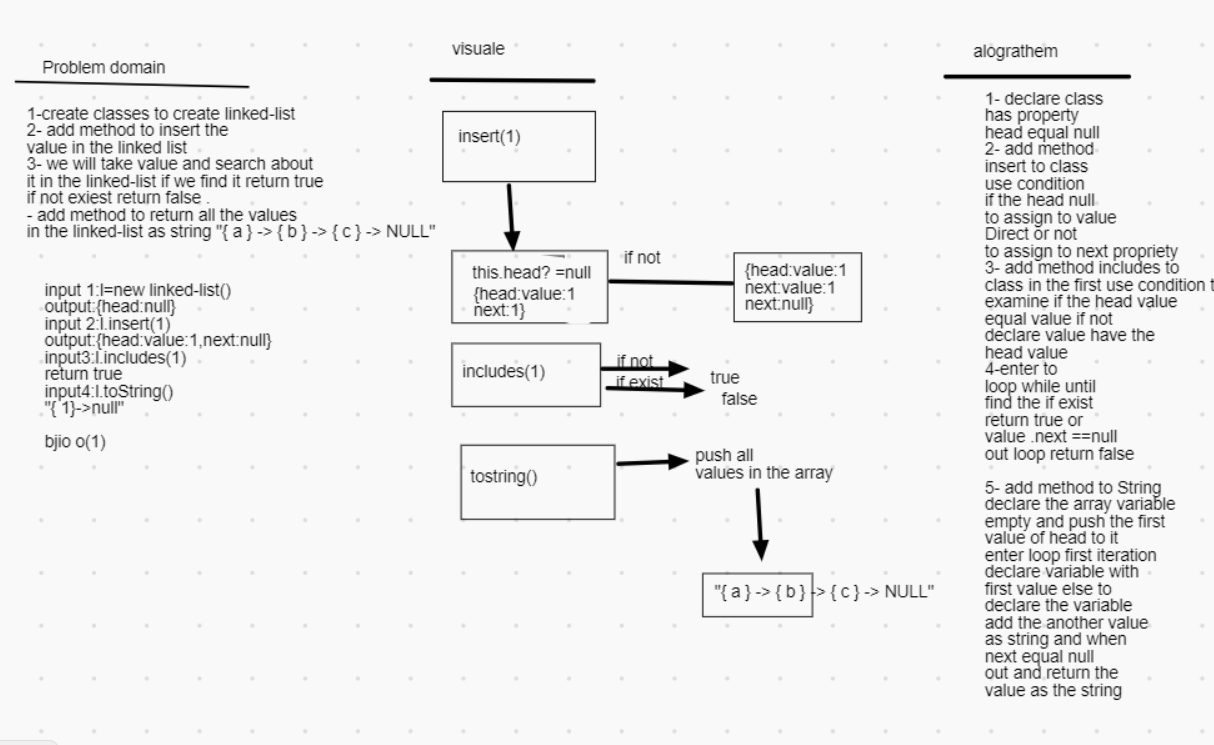 Problem domain
1-create classes to create linked-list
2- add method to insert the
value in the linked list
3- we will take value and search about
it in the linked-list if we find it return true
if not exiest return false .
- add method to return all the values
in the linked-list as string "{ a } -> { b } -> { c } -> NULL"
input 1:l=new linked-list()
output:{head:null}
input 2:l.insert(1)
output:{head:value:1,next:null}
input3:l.includes(1)
return true
input4:l.toString()
"{ 1}->null"
bjio o(1)
visuale
insert(1)
this.head? =null
{head:value:1
next:1}
if not
{head:value:1
next:value:1
next:null}
includes(1)
if not
if exist
true
false
tostring()
push all
values in the array
"{ a } -> { b } -> { c } -> NULL"
alograthem
1- declare class
has property
head equal null
2- add method
insert to class
use condition
if the head null
to assign to value
Direct or not
to assign to next propriety
3- add method includes to
class in the first use condition t
examine if the head value
equal value if not
declare value have the
head value
4-enter to
loop while until
find the if exist
return true or
value .next ==null
out loop return false
5- add method to String
declare the array variable
empty and push the first
value of head to it
enter loop first iteration
declare variable with
first value else to
declare the variable
add the another value
as string and when
next equal null
out and return the
value as the string